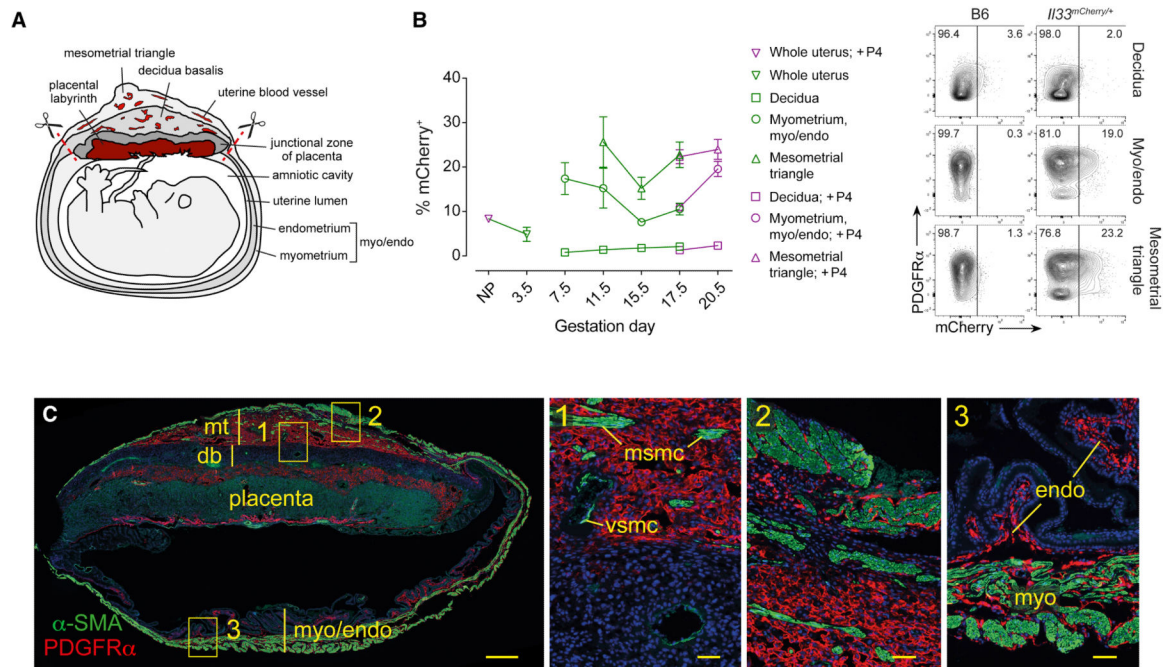 A
mesometrial triangle
decidua basalis
placental
labyrinth
uterine blood vessel
junctional zone
of placenta
amniotic cavity
uterine lumen
endometrium
myometrium
myo/endo
B
% mCherry+
40
30
20
10
0
NP
3.5
7.5
11.5
15.5
17.5
20.5
Gestation day
Whole uterus; +P4
Whole uterus
Decidua
Myometrium,
myo/endo
Mesometrial
triangle
Decidua; +P4
Myometrium,
myo/endo; +P4
Mesometrial
triangle; +P4
B6
Il33mCherry/+
96.4 3.6
98.0 2.0
Decidua
99.7 0.3
81.0 19.0
Myo/endo
98.7 1.3
76.8 23.2
Mesometrial
triangle
PDGFRα
mCherry
C
mt
db
1
2
placenta
3
myo/endo
α-SMA
PDGFRα
1
msmc
vsmc
2
3
endo
myo